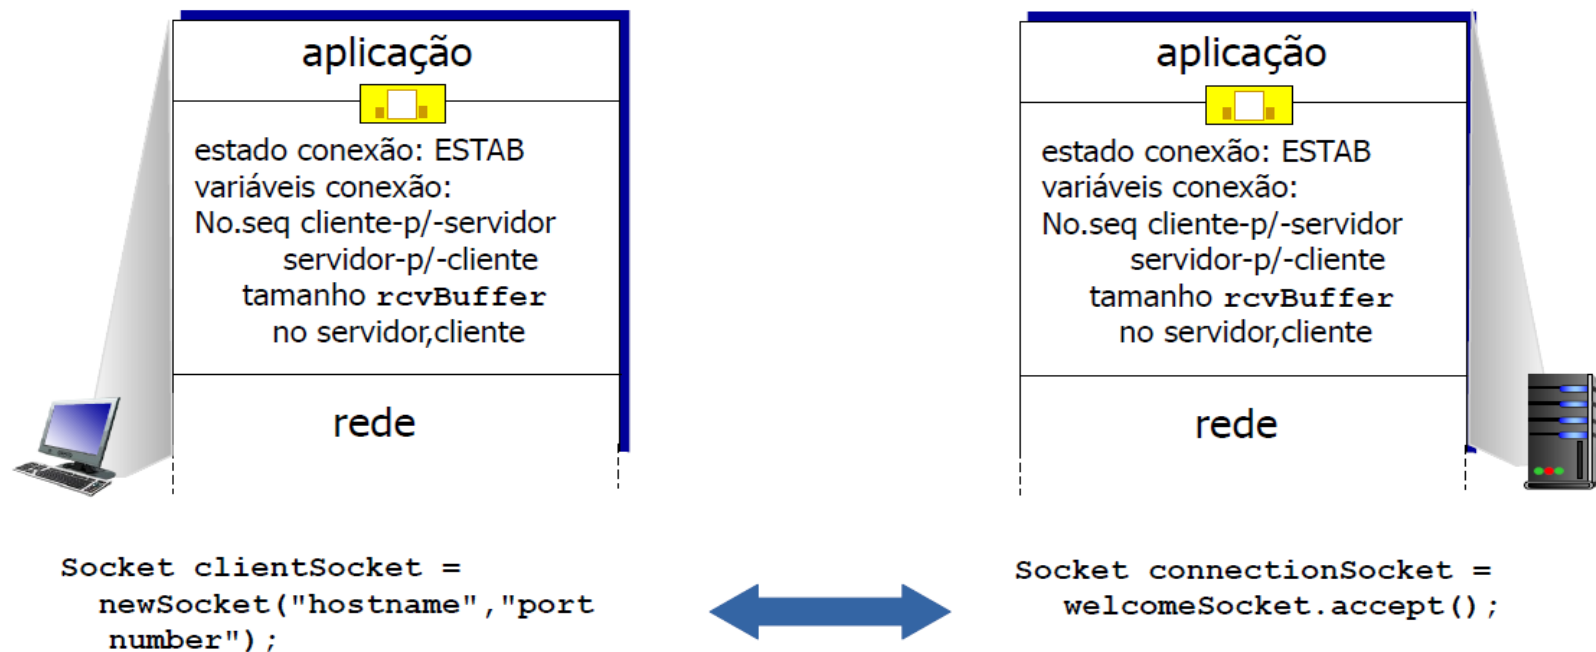 aplicação
estado conexão: ESTAB
variáveis conexão:
No.seq cliente-p/-servidor
servidor-p/-cliente
tamanho rcvBuffer
no servidor,cliente
rede
Socket clientSocket =
newSocket("hostname","port
number");
aplicação
estado conexão: ESTAB
variáveis conexão:
No.seq cliente-p/-servidor
servidor-p/-cliente
tamanho rcvBuffer
no servidor,cliente
rede
Socket connectionSocket =
welcomeSocket.accept();